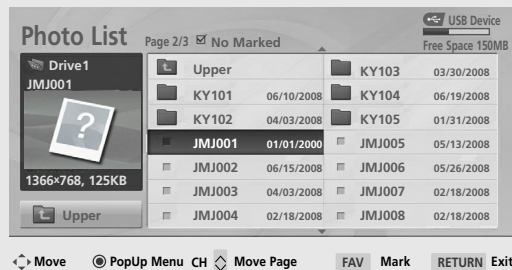 USB Device
Photo List Page 2/3 No Marked Free Space 150MB
Drive1
JMJ001
1366×768, 125KB
Upper
Upper KY103 03/30/2008
KY101 06/10/2008 KY104 06/19/2008
KY102 04/03/2008 KY105 01/31/2008
JMJ001 01/01/2000 JMJ005 05/13/2008
JMJ002 06/15/2008 JMJ006 05/26/2008
JMJ003 04/03/2008 JMJ007 02/18/2008
JMJ004 02/18/2008 JMJ008 02/18/2008
Move PopUp Menu CH Move Page FAV Mark RETURN Exit